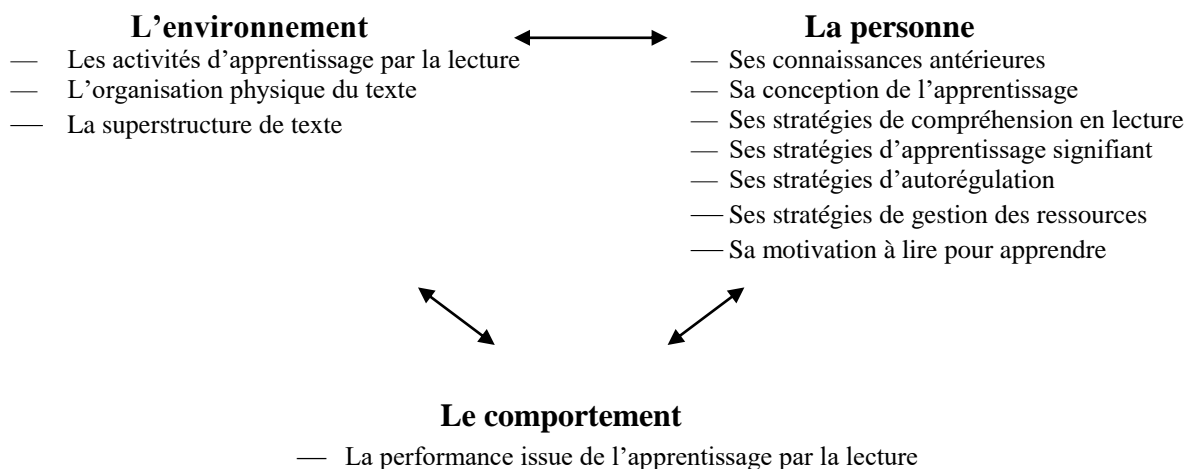 L’environnement
— Les activités d’apprentissage par la lecture
— L’organisation physique du texte
— La superstructure de texte
La personne
— Ses connaissances antérieures
— Sa conception de l’apprentissage
— Ses stratégies de compréhension en lecture
— Ses stratégies d’apprentissage signifiant
— Ses stratégies d’autorégulation
— Ses stratégies de gestion des ressources
— Sa motivation à lire pour apprendre
Le comportement
— La performance issue de l’apprentissage par la lecture